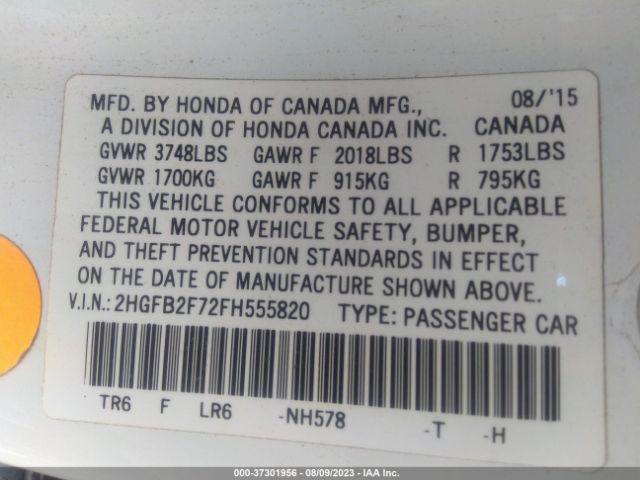 MFD. BY HONDA OF CANADA MFG., 08/'15
A DIVISION OF HONDA CANADA INC. CANADA
GVWR 3748LBS GAWR F 2018LBS R 1753LBS
GVWR 1700KG GAWR F 915KG R 795KG
THIS VEHICLE CONFORMS TO ALL APPLICABLE
FEDERAL MOTOR VEHICLE SAFETY, BUMPER,
AND THEFT PREVENTION STANDARDS IN EFFECT
ON THE DATE OF MANUFACTURE SHOWN ABOVE.
V.I.N.: 2HGFB2F72FH555820 TYPE: PASSENGER CAR
TR6 F LR6 -NH578 -T -H
000-37301956 - 08/09/2023 - IAA Inc.